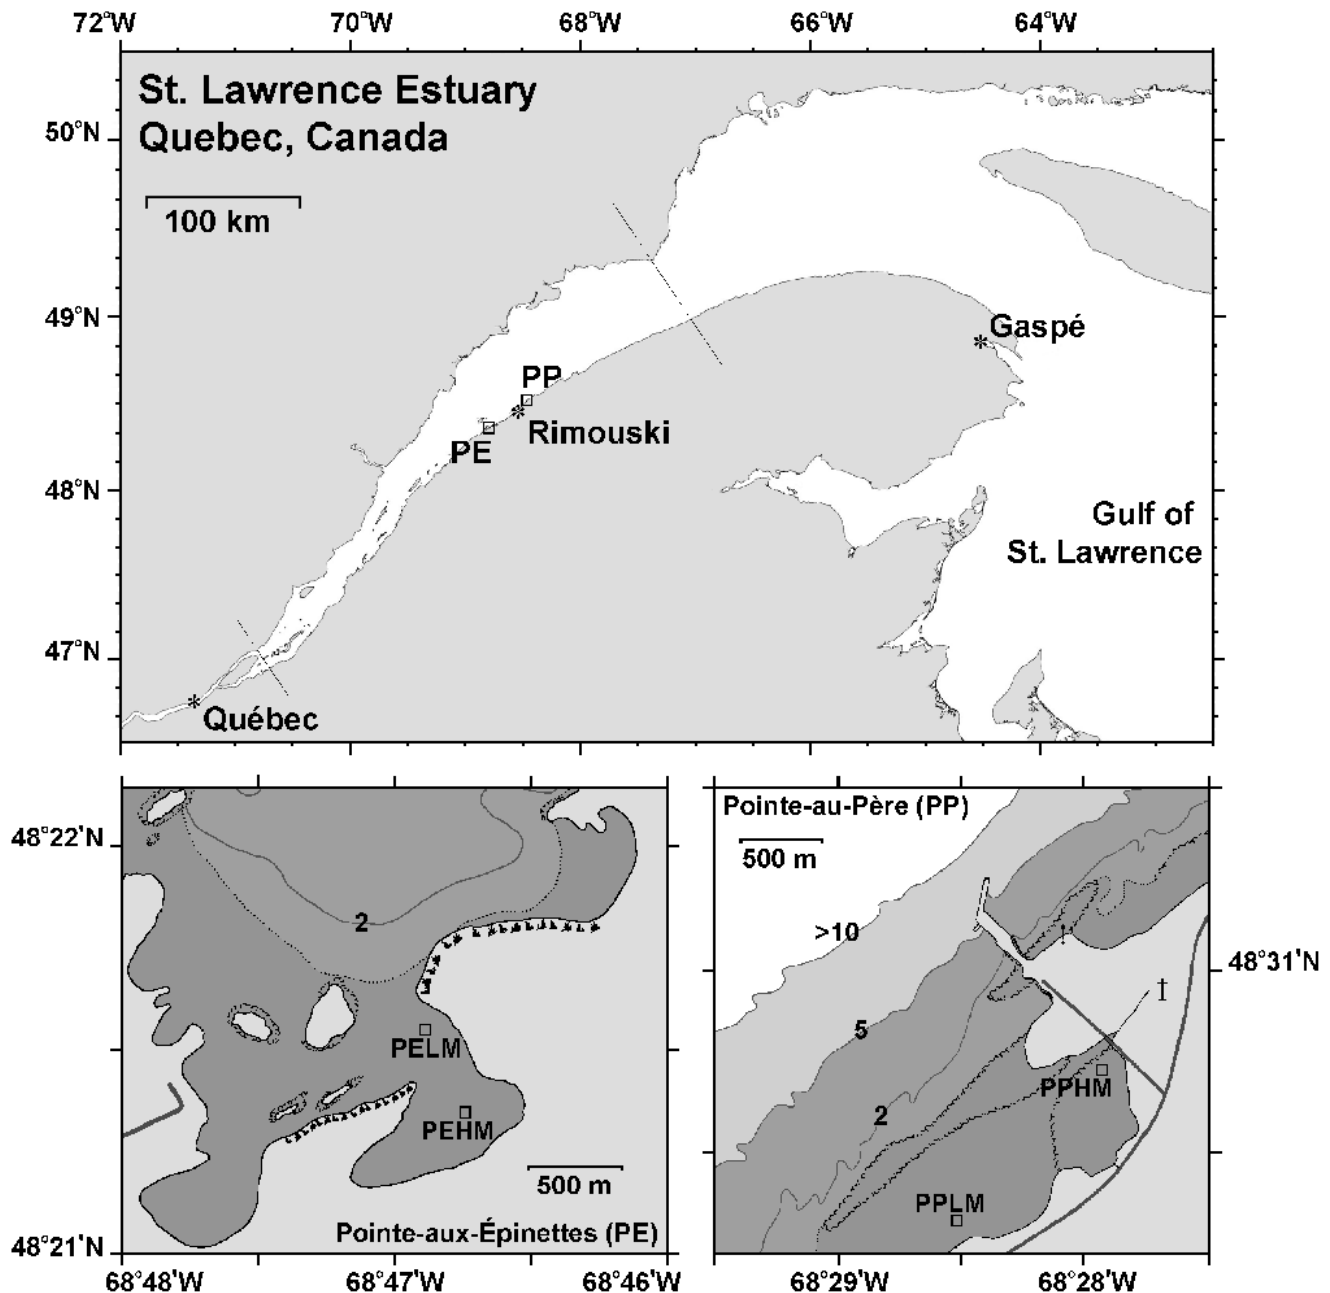 72°W 70°W 68°W 66°W 64°W
St. Lawrence Estuary
Quebec, Canada
50°N
100 km
49°N
Gaspé
*
PP
*
Rimouski
PE
48°N
Gulf of
St. Lawrence
47°N
*
Québec
48°22'N
2
PELM
PEHM
500 m
Pointe-aux-Épinettes (PE)
48°21'N
68°48'W 68°47'W 68°46'W
Pointe-au-Père (PP)
500 m
>10
†
48°31'N
5
†
PPHM
2
PPLM
68°29'W 68°28'W